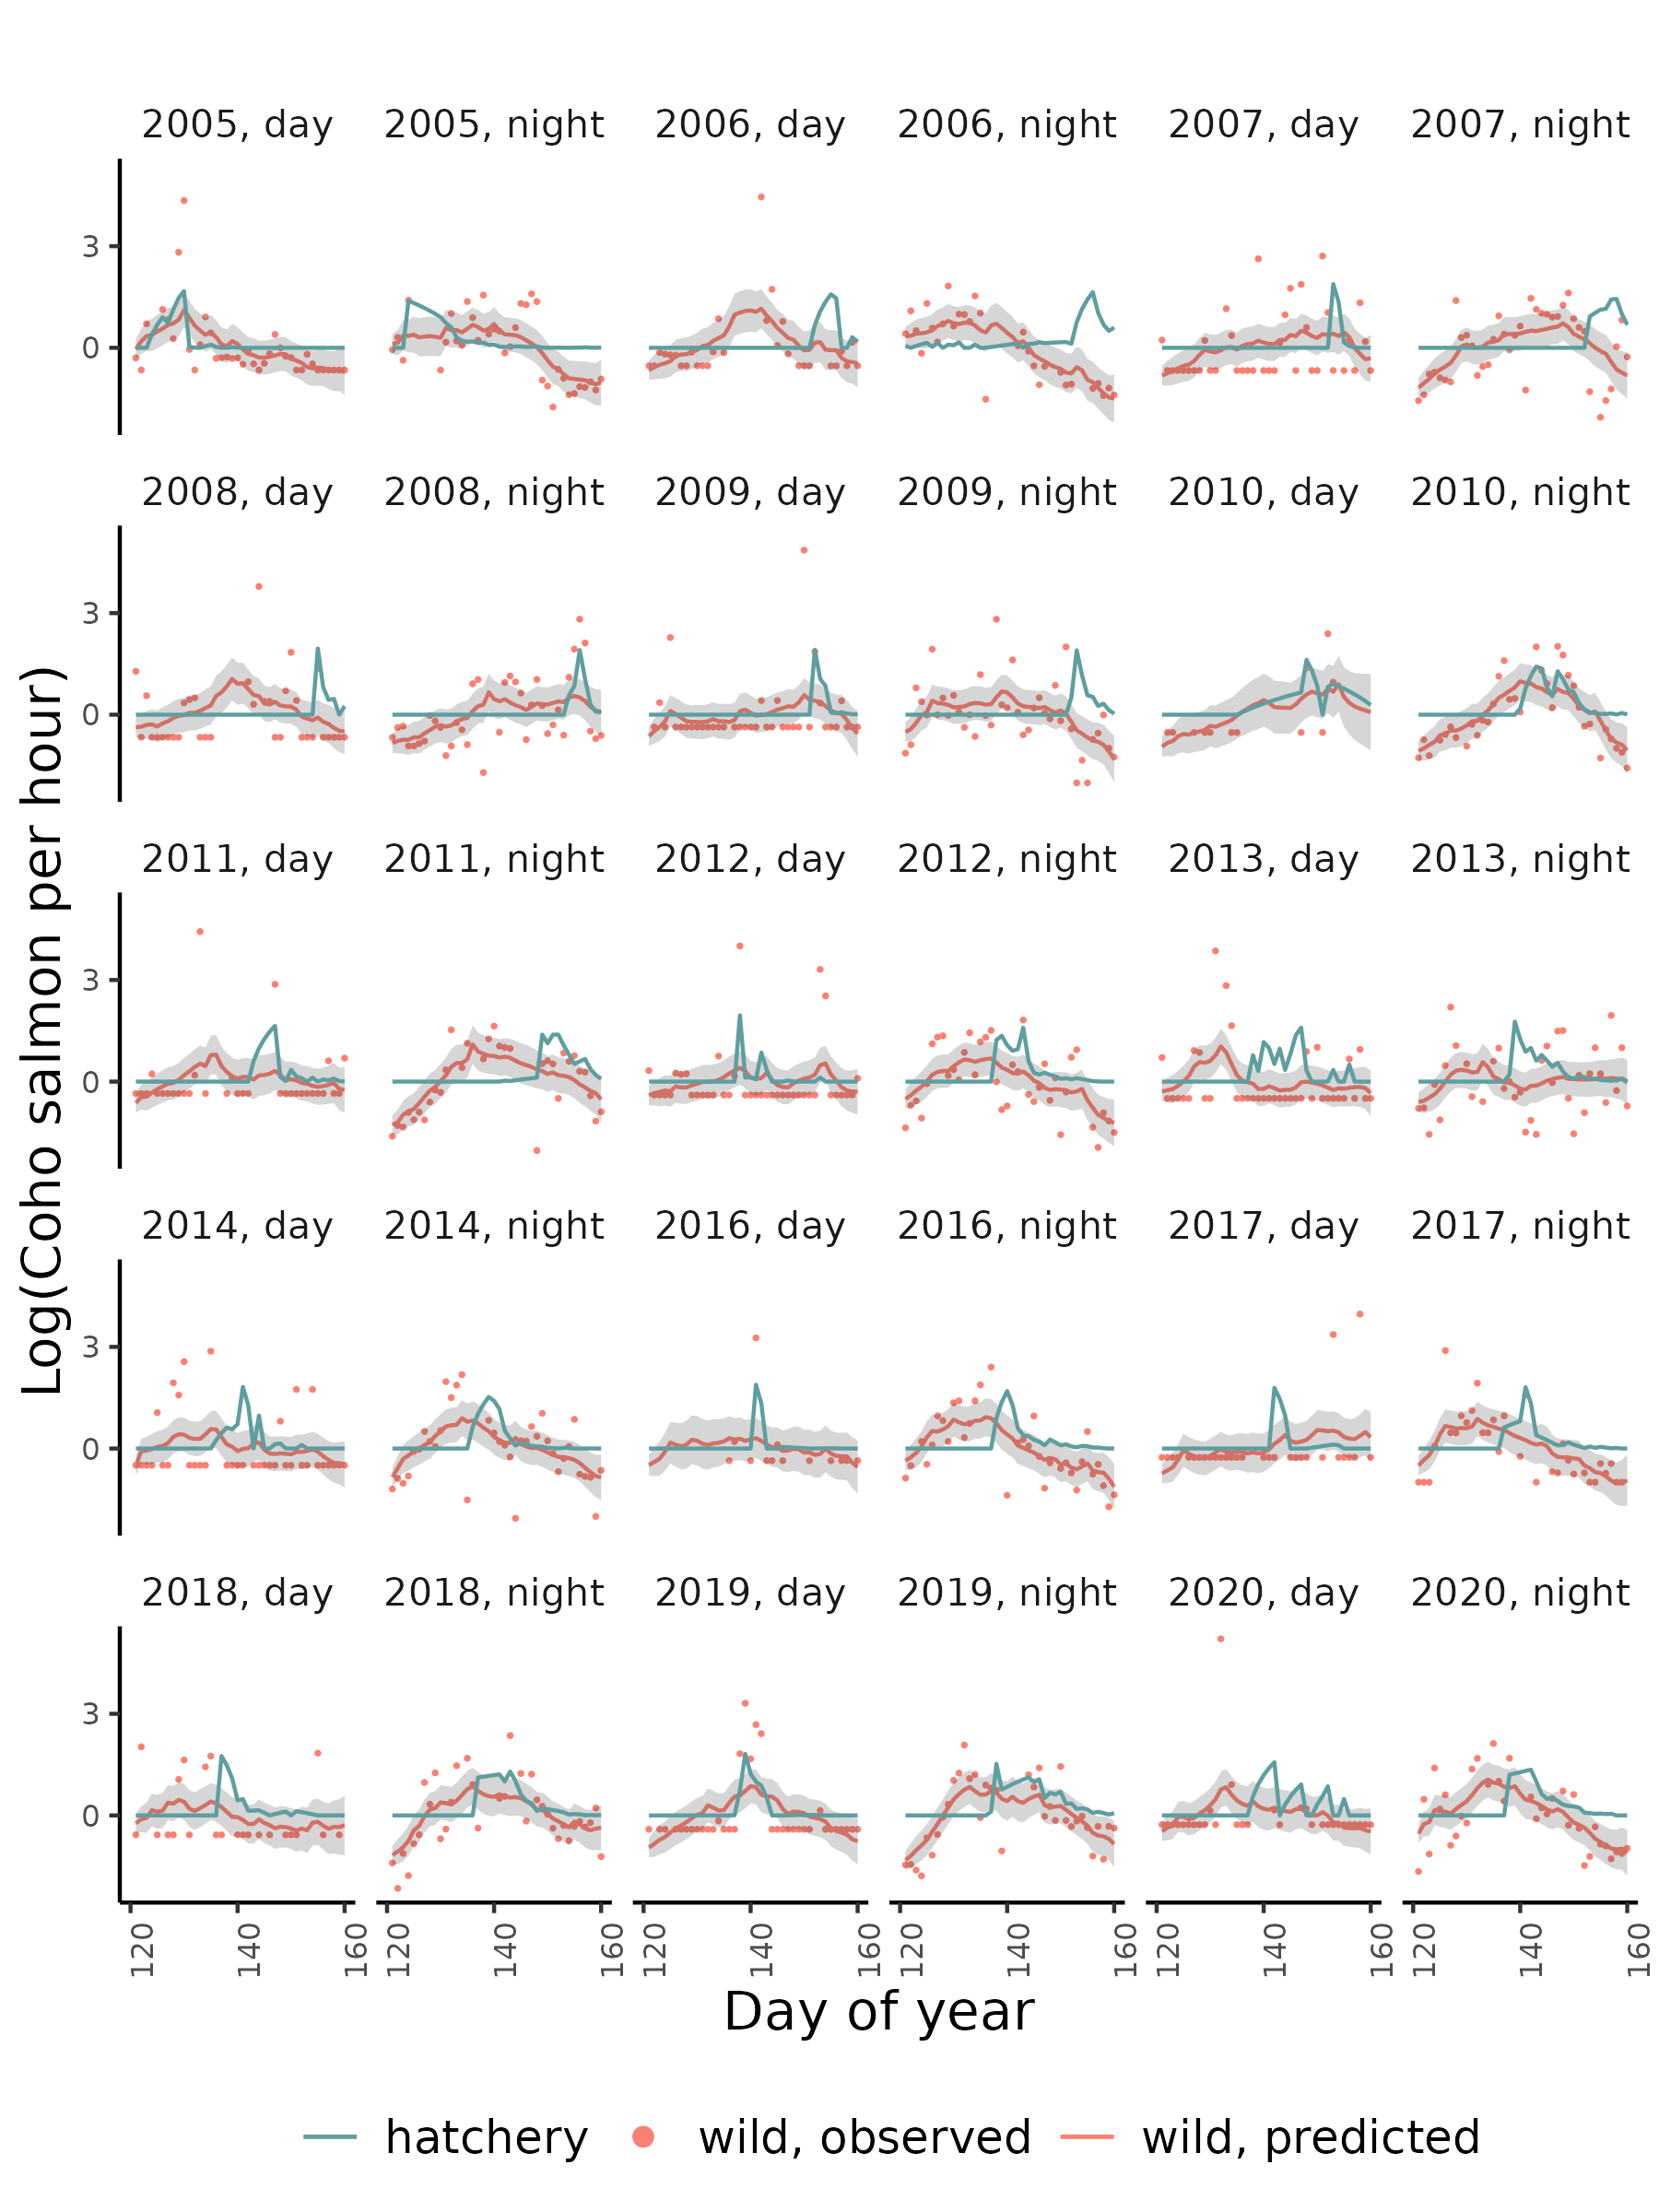 2005, day 2005, night 2006, day 2006, night 2007, day 2007, night
3
0
2008, day 2008, night 2009, day 2009, night 2010, day 2010, night
3
0
2011, day 2011, night 2012, day 2012, night 2013, day 2013, night
3
0
2014, day 2014, night 2016, day 2016, night 2017, day 2017, night
3
0
2018, day 2018, night 2019, day 2019, night 2020, day 2020, night
3
0
120 140 160 120 140 160 120 140 160 120 140 160 120 140 160 120 140 160
Log(Coho salmon per hour)
Day of year
hatchery wild, observed wild, predicted